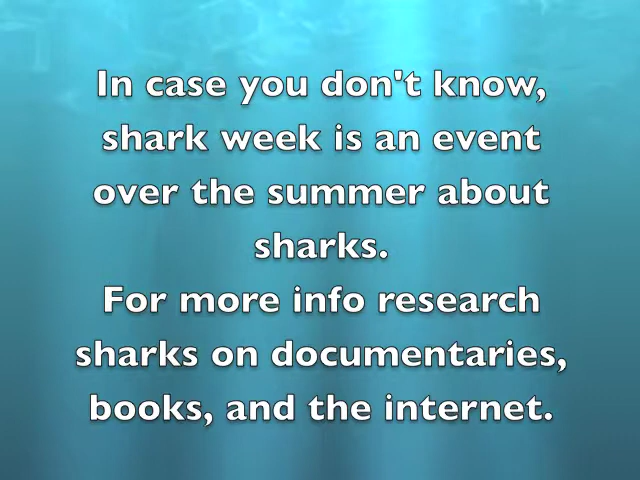 In case you don't know,
shark week is an event
over the summer about
sharks.
For more info research
sharks on documentaries,
books, and the internet.